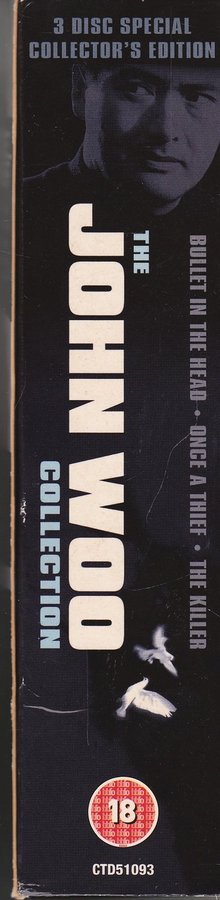 3 DISC SPECIAL
COLLECTOR'S EDITION
THE
JOHN WOO
COLLECTION
BULLET IN THE HEAD • ONCE A THIEF • THE KILLER
18
CTD51093